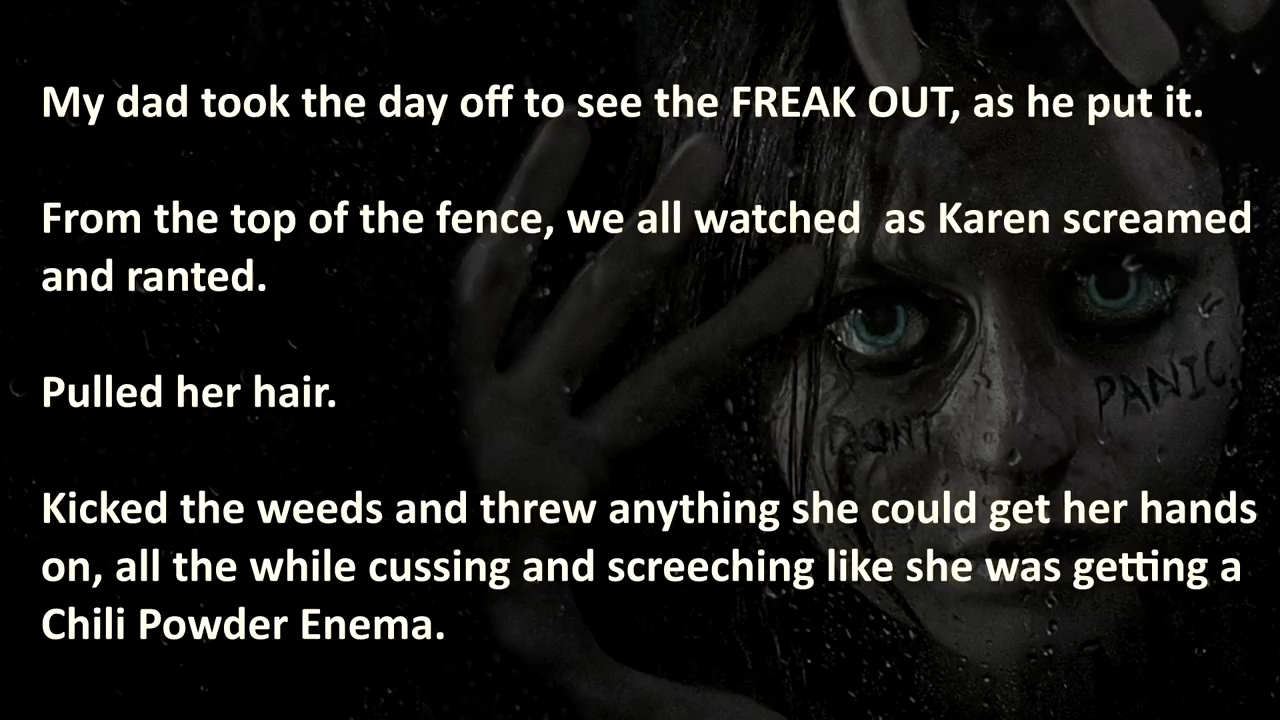 My dad took the day off to see the FREAK OUT, as he put it.
From the top of the fence, we all watched  as Karen screamed
and ranted.
Pulled her hair.
Kicked the weeds and threw anything she could get her hands
on, all the while cussing and screeching like she was getting a
Chili Powder Enema.
DONT
PANIC